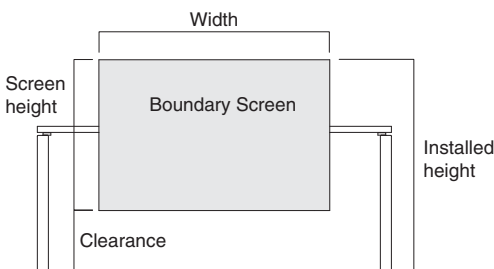 Width
Screen
height
Boundary Screen
Installed
height
Clearance